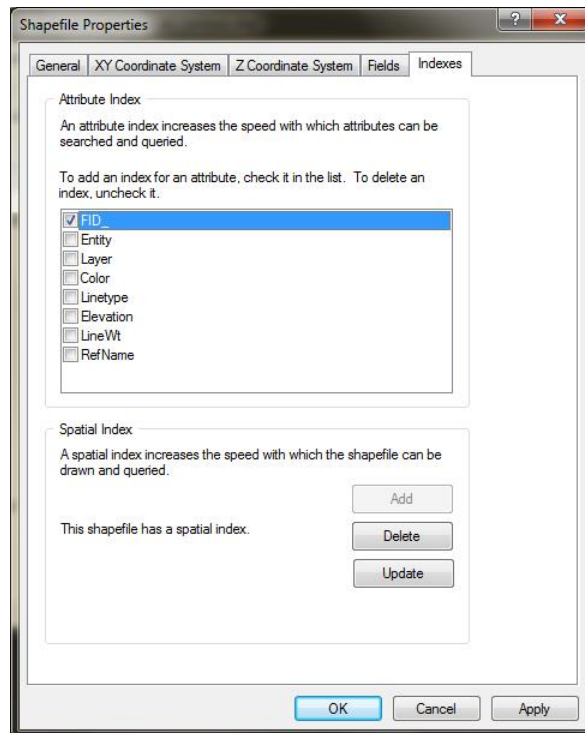 Shapefile Properties
General XY Coordinate System Z Coordinate System Fields Indexes
Attribute Index
An attribute index increases the speed with which attributes can be
searched and queried.
To add an index for an attribute, check it in the list. To delete an
index, uncheck it.
FID_
Entity
Layer
Color
Linetype
Elevation
LineWt
RefName
Spatial Index
A spatial index increases the speed with which the shapefile can be
drawn and queried.
Add
This shapefile has a spatial index.
Delete
Update
OK Cancel Apply